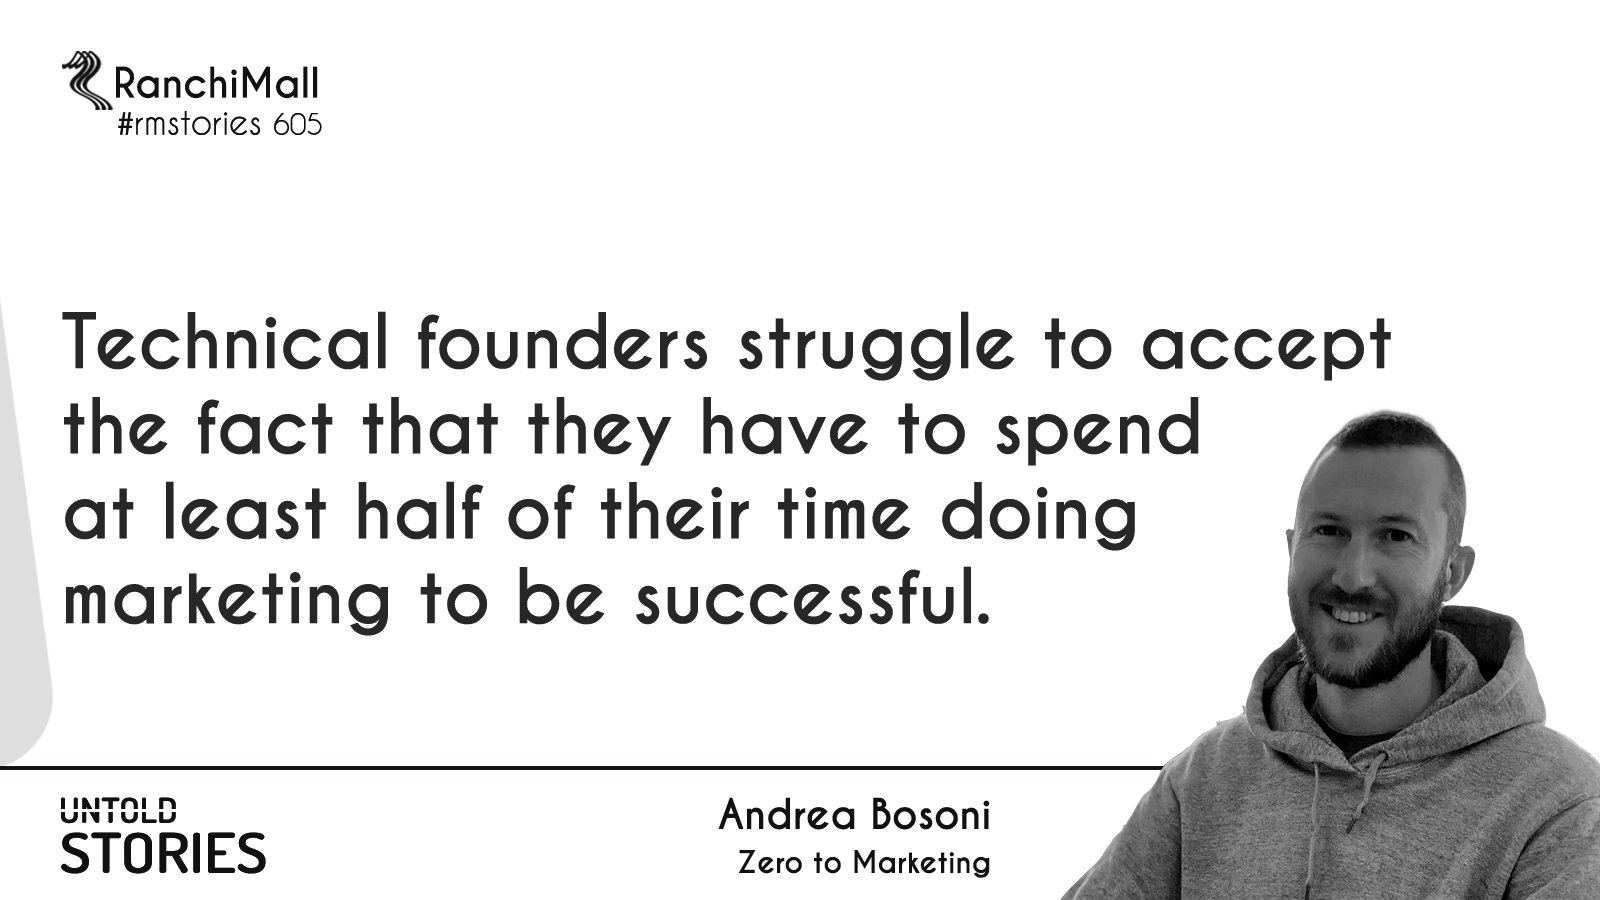 RanchiMall
#rmstories 605
Technical founders struggle to accept
the fact that they have to spend
at least half of their time doing
marketing to be successful.
UNTOLD
STORIES
Andrea Bosoni
Zero to Marketing